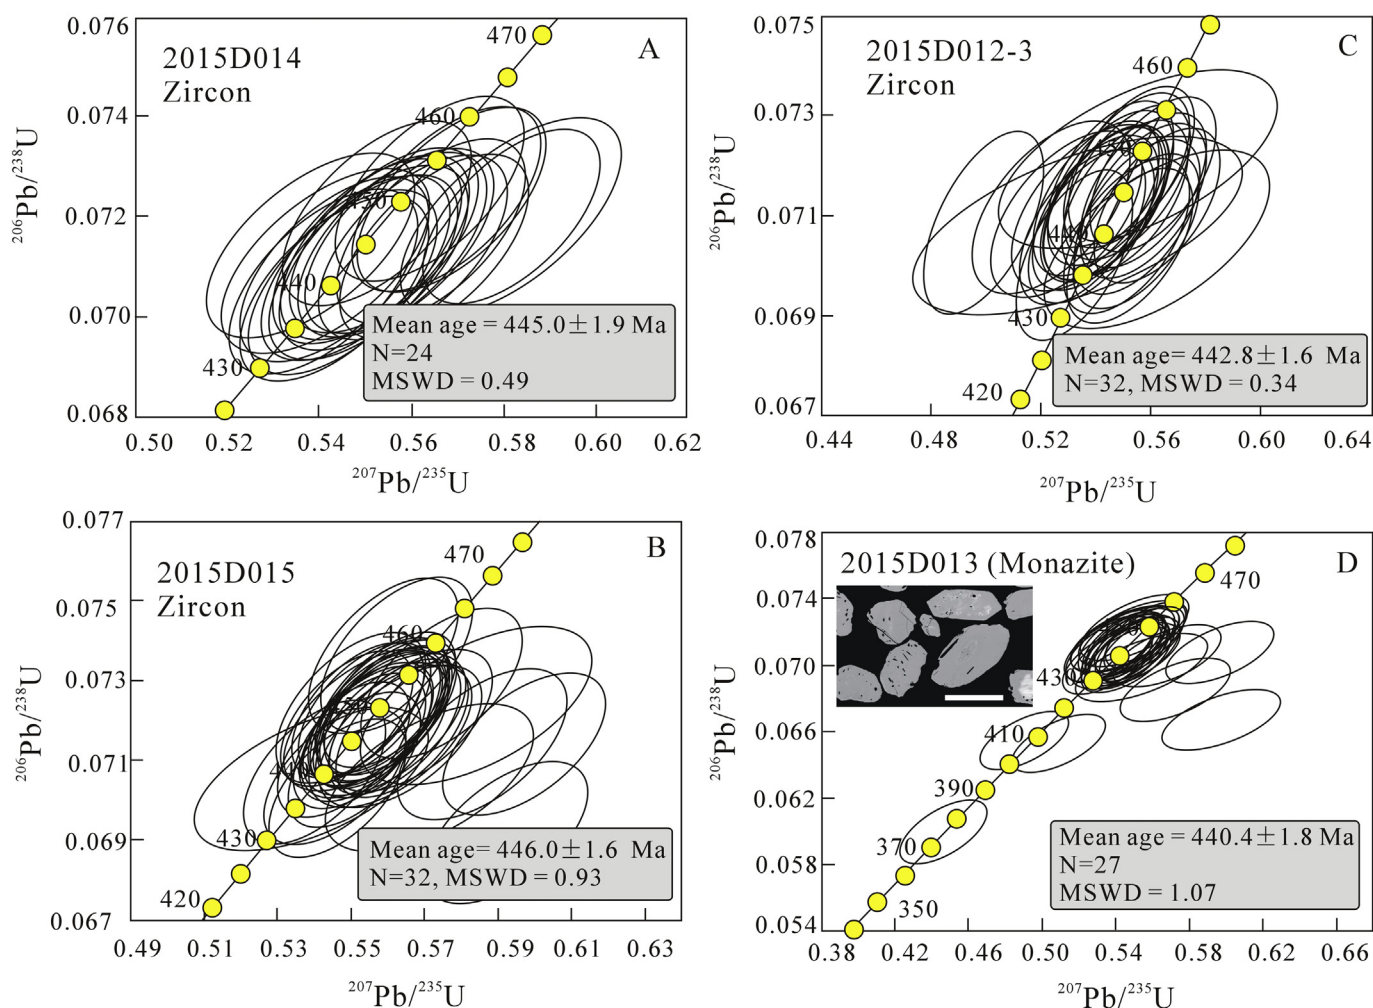 A
2015D014
Zircon
0.076
0.074
0.072
0.070
0.068
²⁰⁶Pb/²³⁸U
470
460
450
440
430
Mean age = 445.0±1.9 Ma
N=24
MSWD = 0.49
0.50 0.52 0.54 0.56 0.58 0.60 0.62
²⁰⁷Pb/²³⁵U
C
2015D012-3
Zircon
0.075
0.073
0.071
0.069
0.067
²⁰⁶Pb/²³⁸U
460
450
440
430
420
Mean age= 442.8±1.6 Ma
N=32, MSWD = 0.34
0.44 0.48 0.52 0.56 0.60 0.64
²⁰⁷Pb/²³⁵U
B
2015D015
Zircon
0.077
0.075
0.073
0.071
0.069
0.067
²⁰⁶Pb/²³⁸U
470
460
450
440
430
420
Mean age= 446.0±1.6 Ma
N=32, MSWD = 0.93
0.49 0.51 0.53 0.55 0.57 0.59 0.61 0.63
²⁰⁷Pb/²³⁵U
D
2015D013 (Monazite)
0.078
0.074
0.070
0.066
0.062
0.058
0.054
²⁰⁶Pb/²³⁸U
470
430
410
390
370
350
Mean age = 440.4±1.8 Ma
N=27
MSWD = 1.07
0.38 0.42 0.46 0.50 0.54 0.58 0.62 0.66
²⁰⁷Pb/²³⁵U